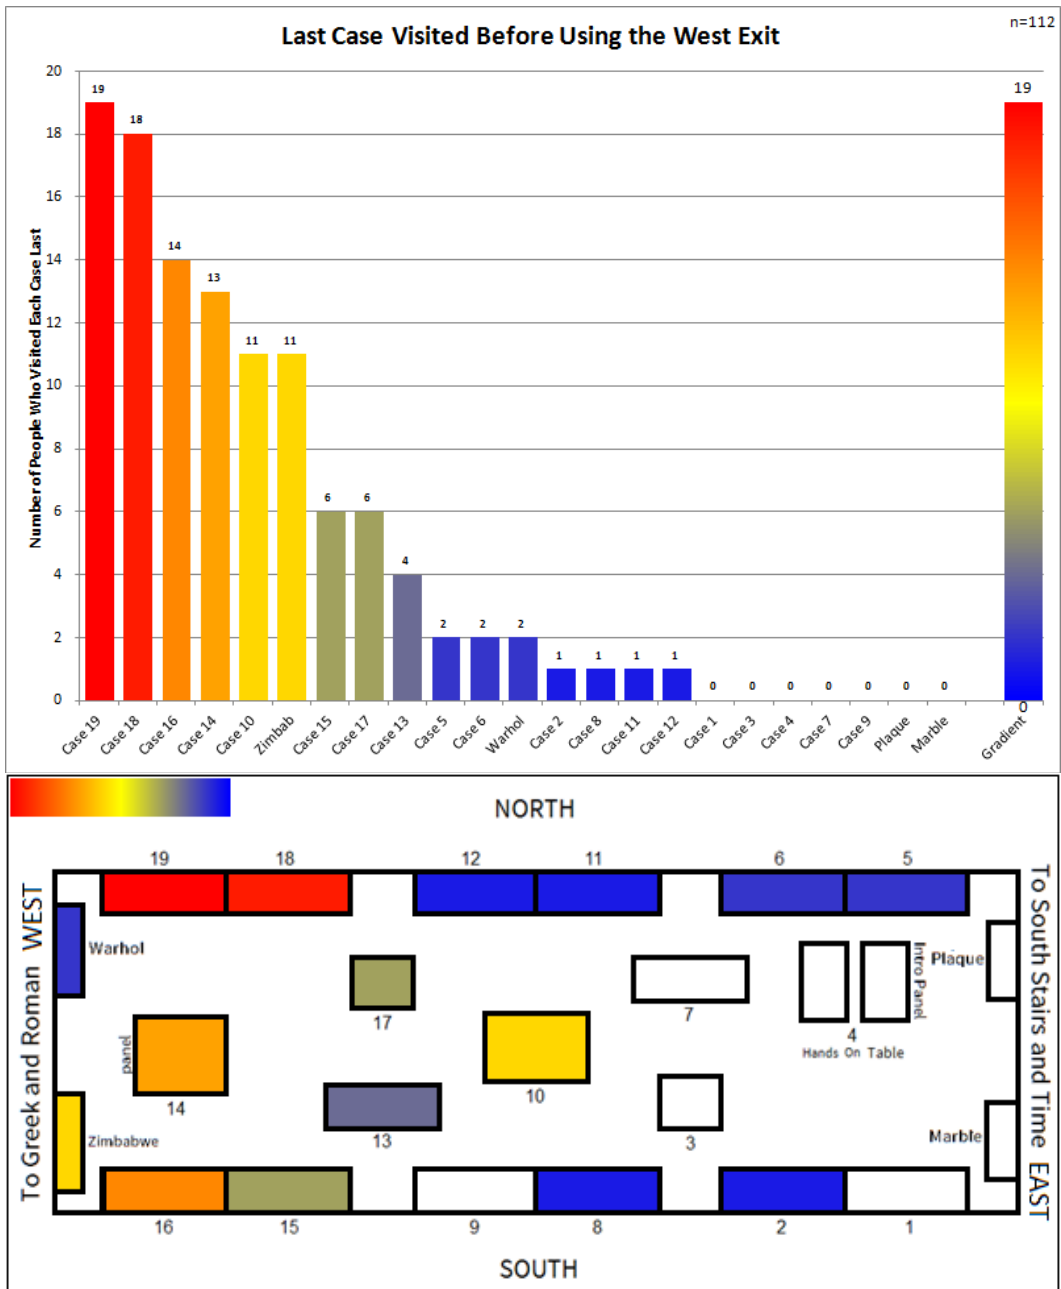 Last Case Visited Before Using the West Exit
n=112
Number of People Who Visited Each Case Last
20
18
16
14
12
10
8
6
4
2
0
19
18
14
13
11
11
6
6
4
2
2
2
1
1
1
1
0
0
0
0
0
0
0
19
0
Case 19
Case 18
Case 16
Case 14
Case 10
Zimbab
Case 15
Case 17
Case 13
Case 5
Case 6
Warhol
Case 2
Case 8
Case 11
Case 12
Case 1
Case 3
Case 4
Case 7
Case 9
Plaque
Marble
Gradient
NORTH
19
18
12
11
6
5
To Greek and Roman WEST
Warhol
17
7
Intro Panel
Plaque
To South Stairs and Time EAST
4
Hands On Table
panel
14
10
13
3
Zimbabwe
Marble
16
15
9
8
2
1
SOUTH